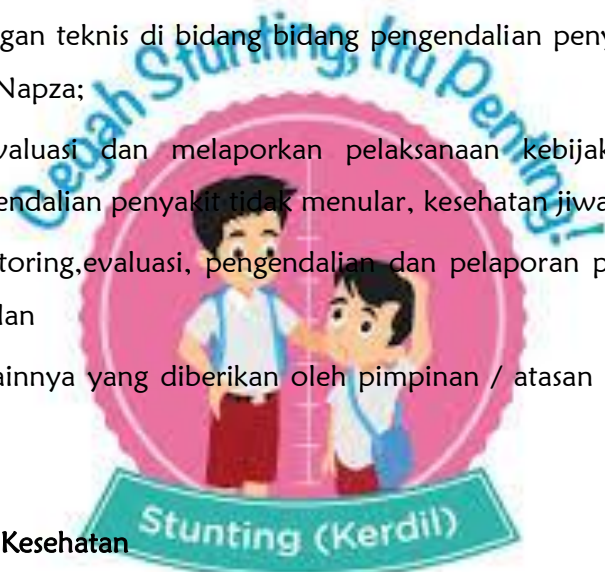 Cegah Stunting, Itu Penting!
gan teknis di bidang bidang pengendalian peny
Napza;
valuasi dan melaporkan pelaksanaan kebijak
endalian penyakit tidak menular, kesehatan jiwa
toring,evaluasi, pengendalian dan pelaporan p
lan
ainnya yang diberikan oleh pimpinan / atasan
Stunting (Kerdil)
Kesehatan